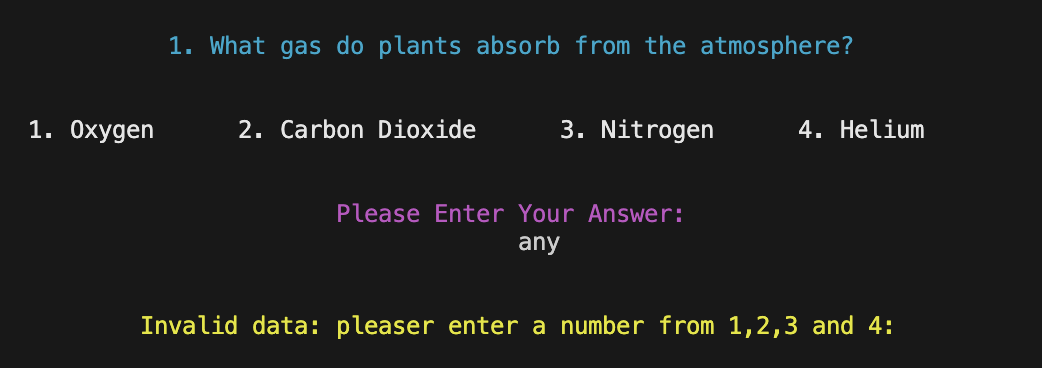 1. What gas do plants absorb from the atmosphere?
1. Oxygen 2. Carbon Dioxide 3. Nitrogen 4. Helium
Please Enter Your Answer:
any
Invalid data: pleaser enter a number from 1,2,3 and 4: